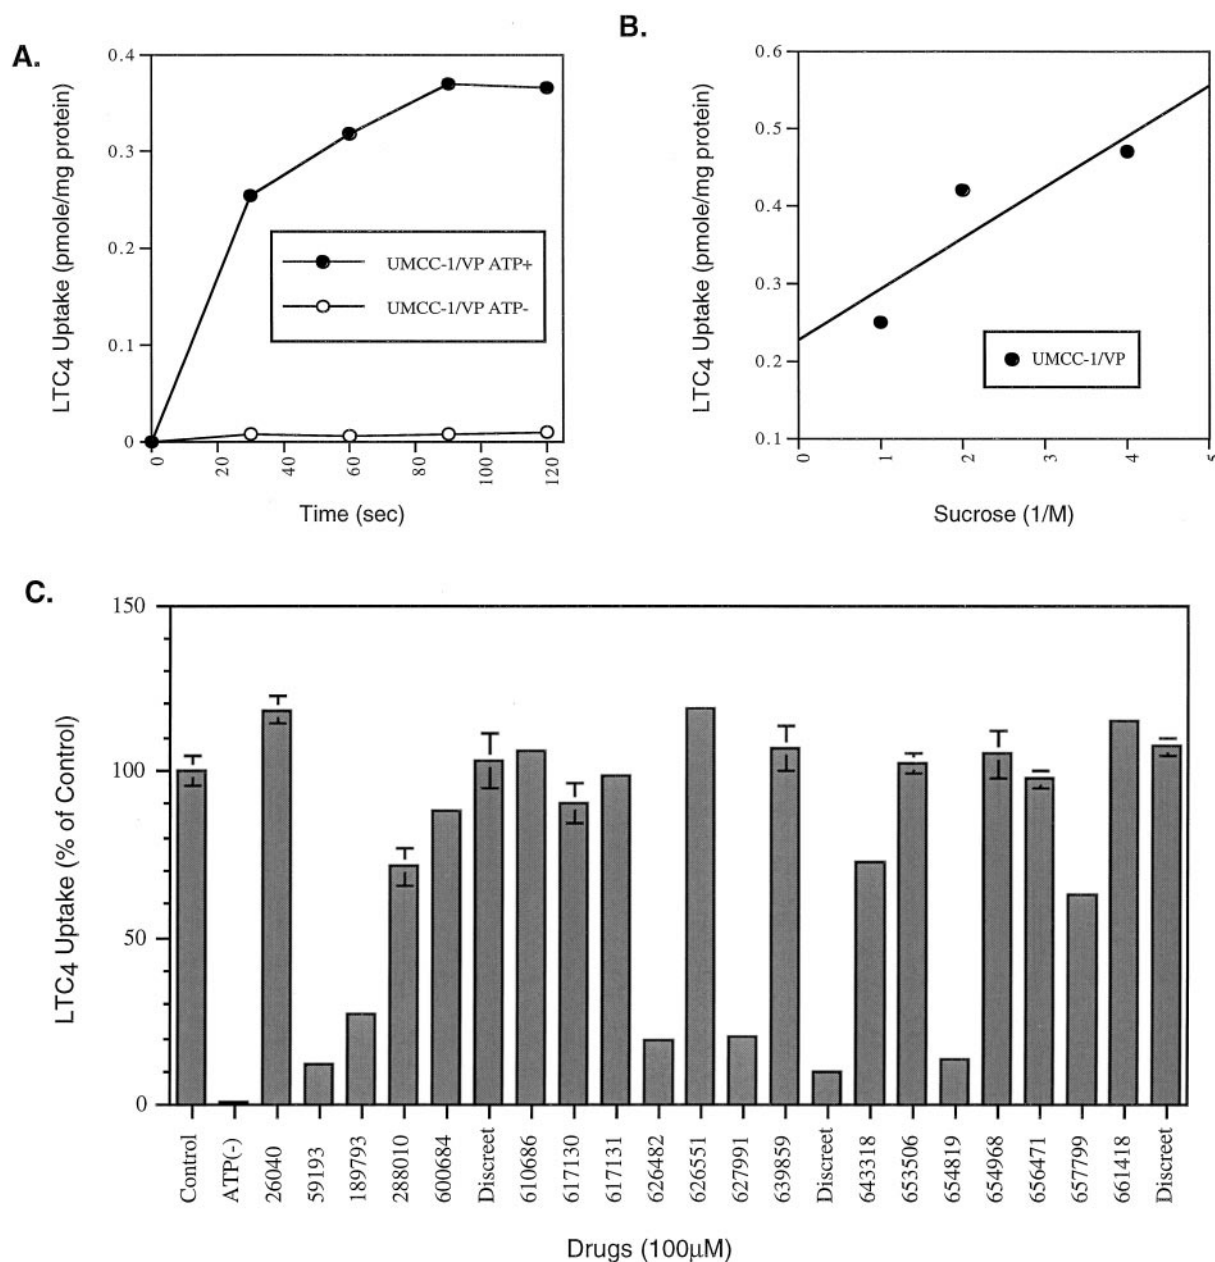 A.
LTC4 Uptake (pmole/mg protein)
0.4
0.3
0.2
0.1
0
UMCC-1/VP ATP+
UMCC-1/VP ATP-
0 20 40 60 80 100 120
Time (sec)
B.
LTC4 Uptake (pmole/mg protein)
0.6
0.5
0.4
0.3
0.2
0.1
UMCC-1/VP
0 1 2 3 4 5
Sucrose (1/M)
C.
LTC4 Uptake (% of Control)
150
100
50
0
Control
ATP(-)
26040
59193
189793
288010
600684
Discreet
610686
617130
617131
626482
626551
627991
639859
Discreet
643318
653506
654819
654968
656471
657799
661418
Discreet
Drugs (100µM)